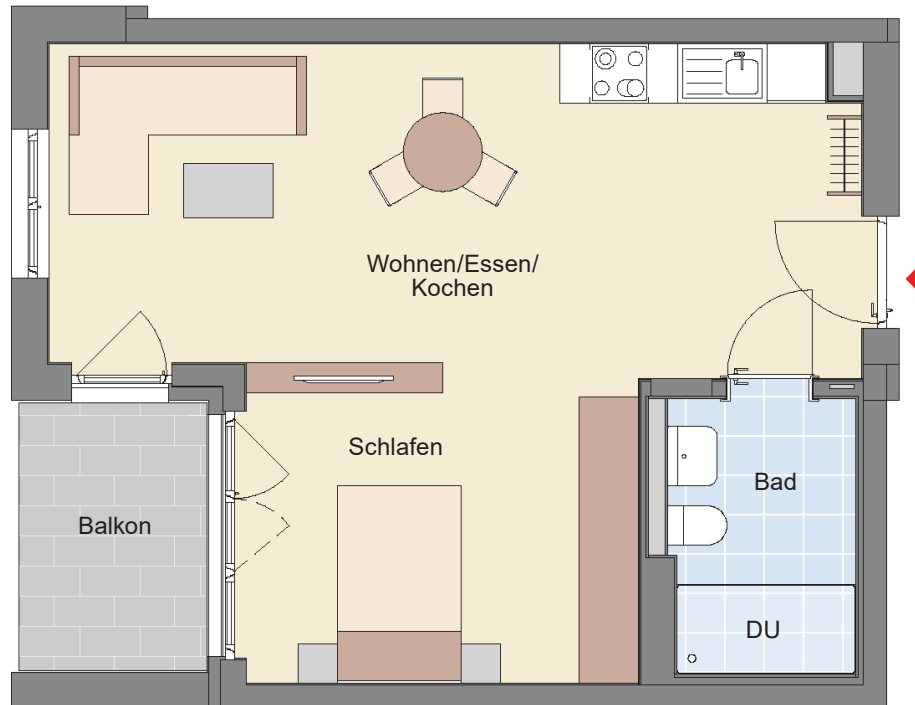 Wohnen/Essen/
Kochen
Schlafen
Bad
Balkon
DU